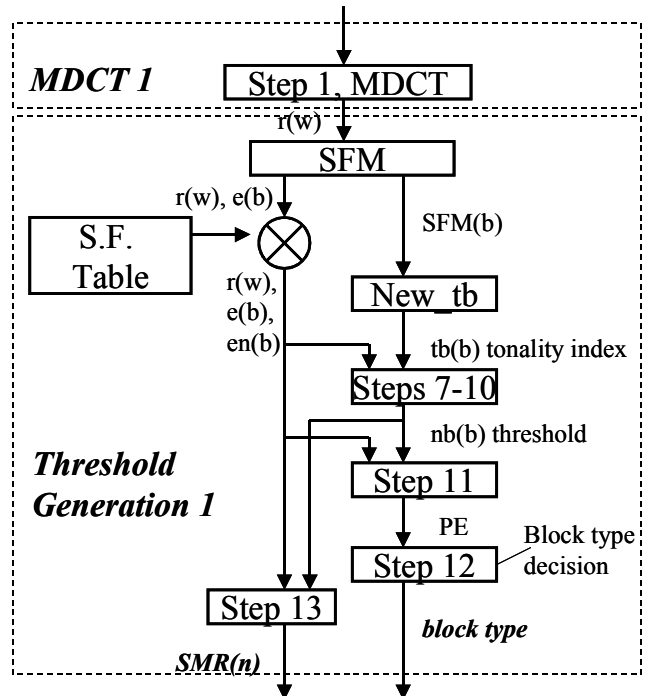 MDCT 1
Step 1, MDCT
r(w)
SFM
r(w), e(b)
S.F.
Table
SFM(b)
r(w),
e(b),
en(b)
New_tb
tb(b) tonality index
Steps 7-10
nb(b) threshold
Threshold
Generation 1
Step 11
PE
Block type
decision
Step 12
Step 13
block type
SMR(n)